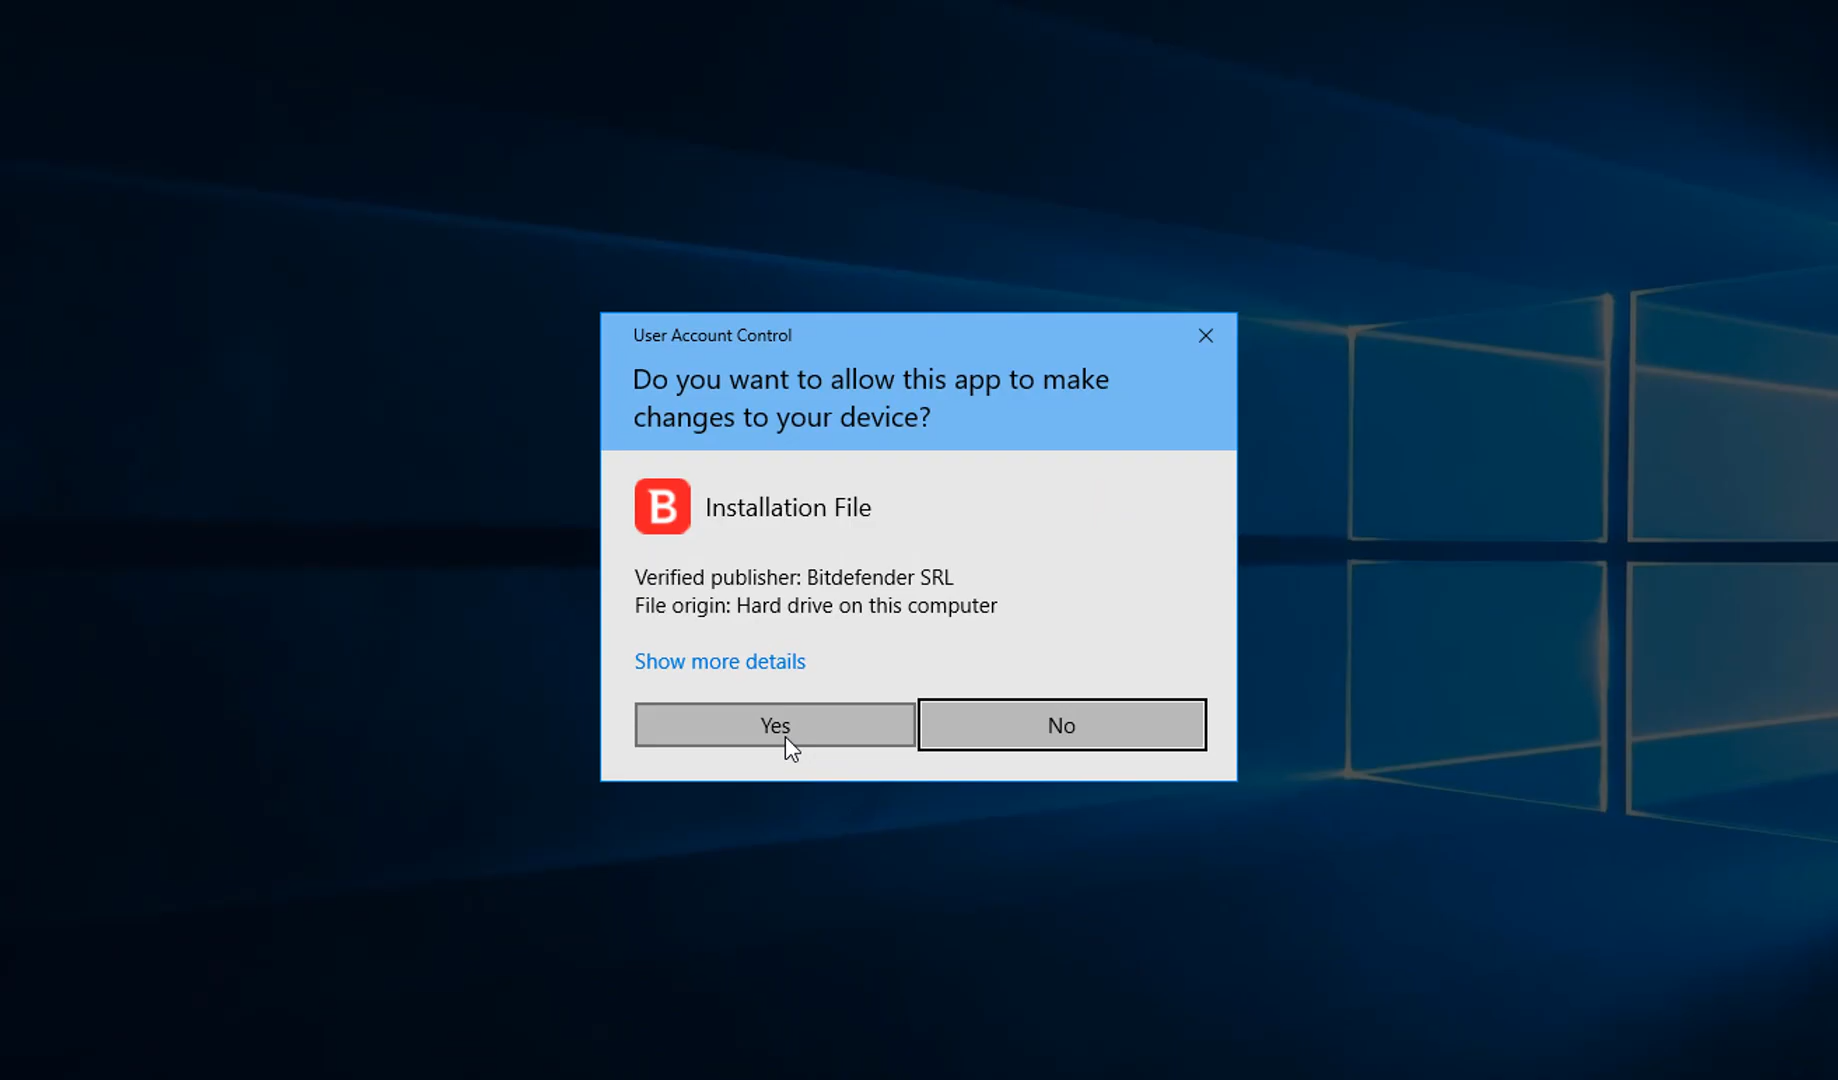 User Account Control
Do you want to allow this app to make
changes to your device?
B
Installation File
Verified publisher: Bitdefender SRL
File origin: Hard drive on this computer
Show more details
Yes
No